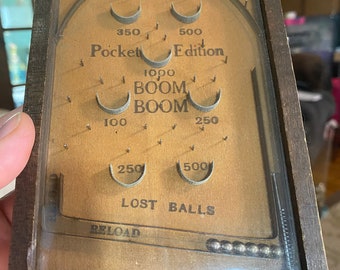 350 500
Pocket Edition
1000
BOOM
BOOM
100 250
250 500
LOST BALLS
RELOAD